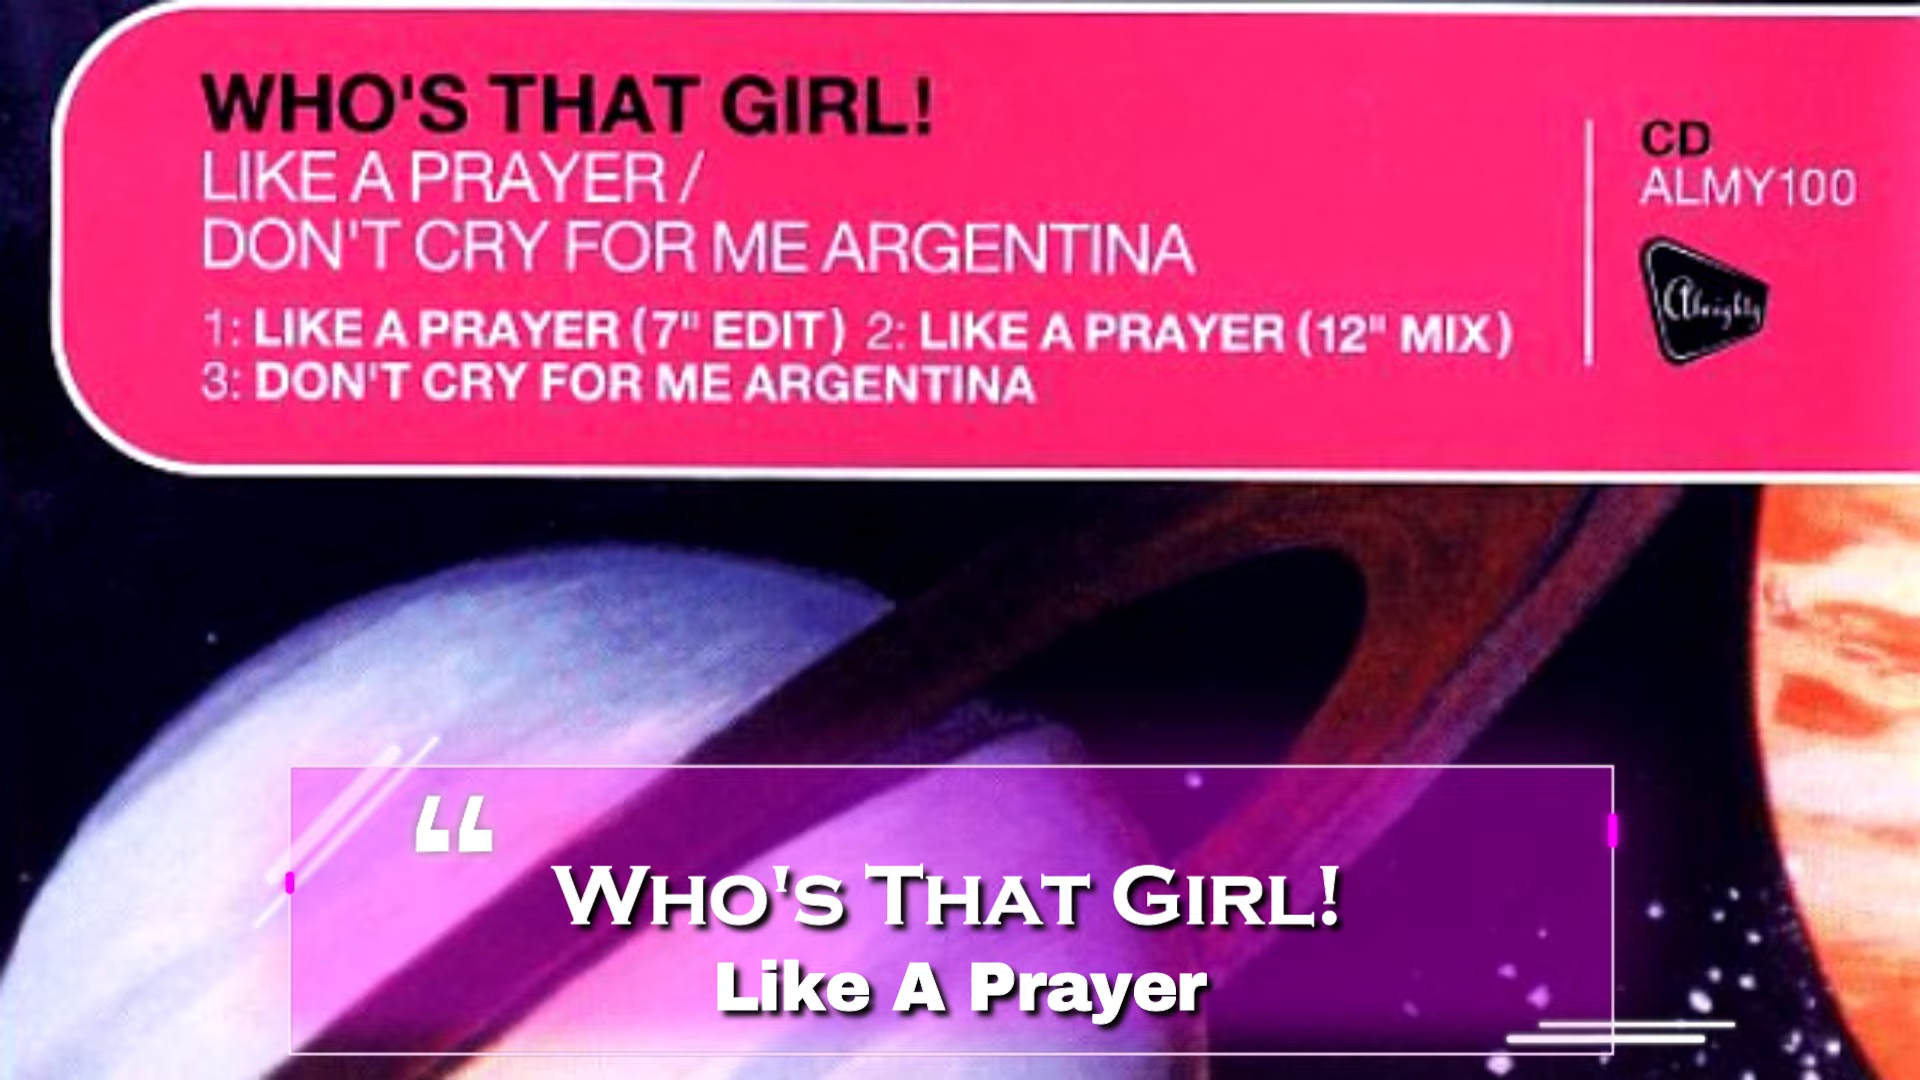 WHO'S THAT GIRL!
LIKE A PRAYER /
DON'T CRY FOR ME ARGENTINA
1: LIKE A PRAYER (7" EDIT) 2: LIKE A PRAYER (12" MIX)
3: DON'T CRY FOR ME ARGENTINA
CD
ALMY100
Almighty
“
WHO'S THAT GIRL!
Like A Prayer